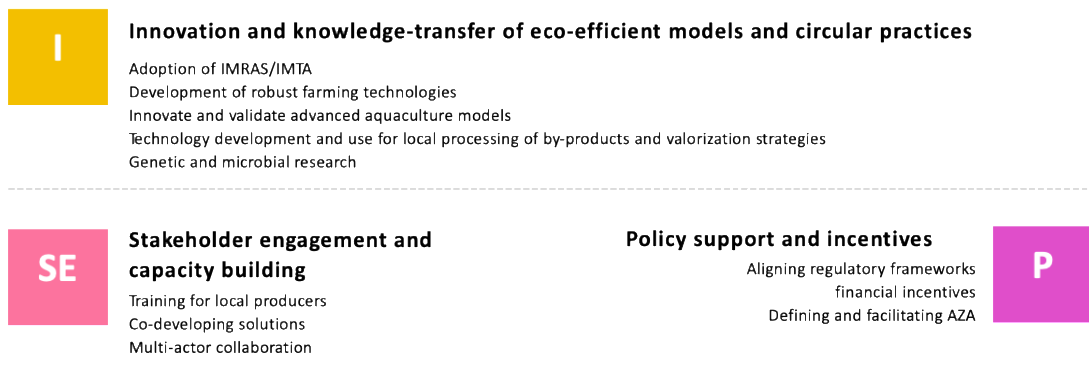 I
Innovation and knowledge-transfer of eco-efficient models and circular practices
Adoption of IMRAS/IMTA
Development of robust farming technologies
Innovate and validate advanced aquaculture models
Technology development and use for local processing of by-products and valorization strategies
Genetic and microbial research
SE
Stakeholder engagement and
capacity building
Training for local producers
Co-developing solutions
Multi-actor collaboration
Policy support and incentives
P
Aligning regulatory frameworks
financial incentives
Defining and facilitating AZA